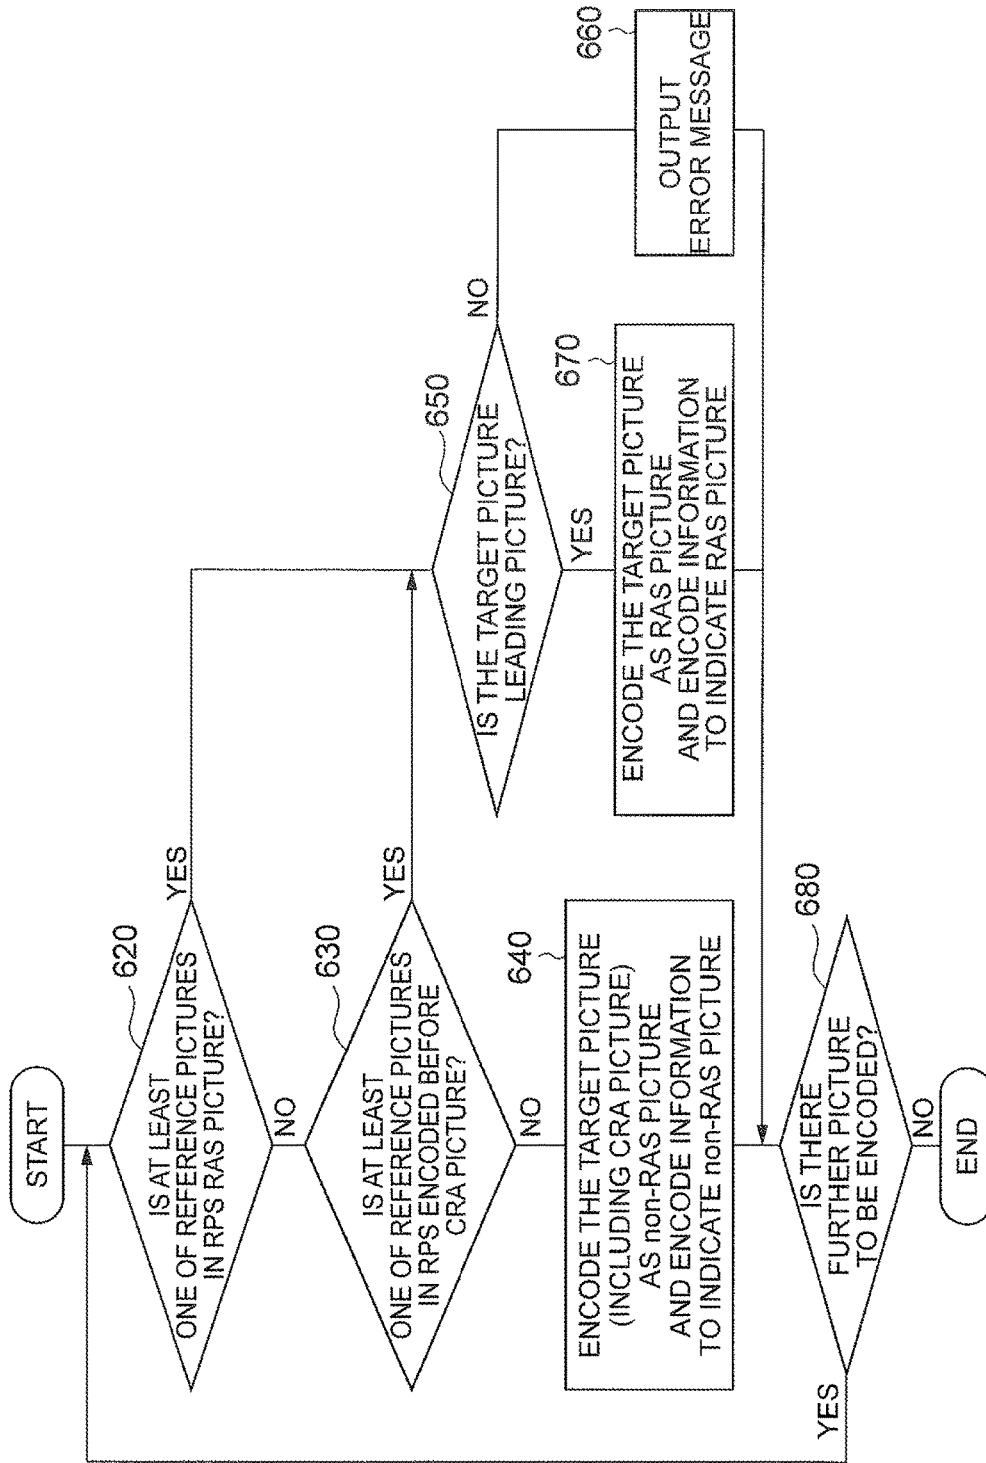 START
620
IS AT LEAST
ONE OF REFERENCE PICTURES
IN RPS RAS PICTURE?
YES
NO
630
IS AT LEAST
ONE OF REFERENCE PICTURES
IN RPS ENCODED BEFORE
CRA PICTURE?
YES
NO
640
ENCODE THE TARGET PICTURE
(INCLUDING CRA PICTURE)
AS non-RAS PICTURE
AND ENCODE INFORMATION
TO INDICATE non-RAS PICTURE
650
IS THE TARGET PICTURE
LEADING PICTURE?
NO
YES
660
OUTPUT
ERROR MESSAGE
670
ENCODE THE TARGET PICTURE
AS RAS PICTURE
AND ENCODE INFORMATION
TO INDICATE RAS PICTURE
680
IS THERE
FURTHER PICTURE
TO BE ENCODED?
YES
NO
END